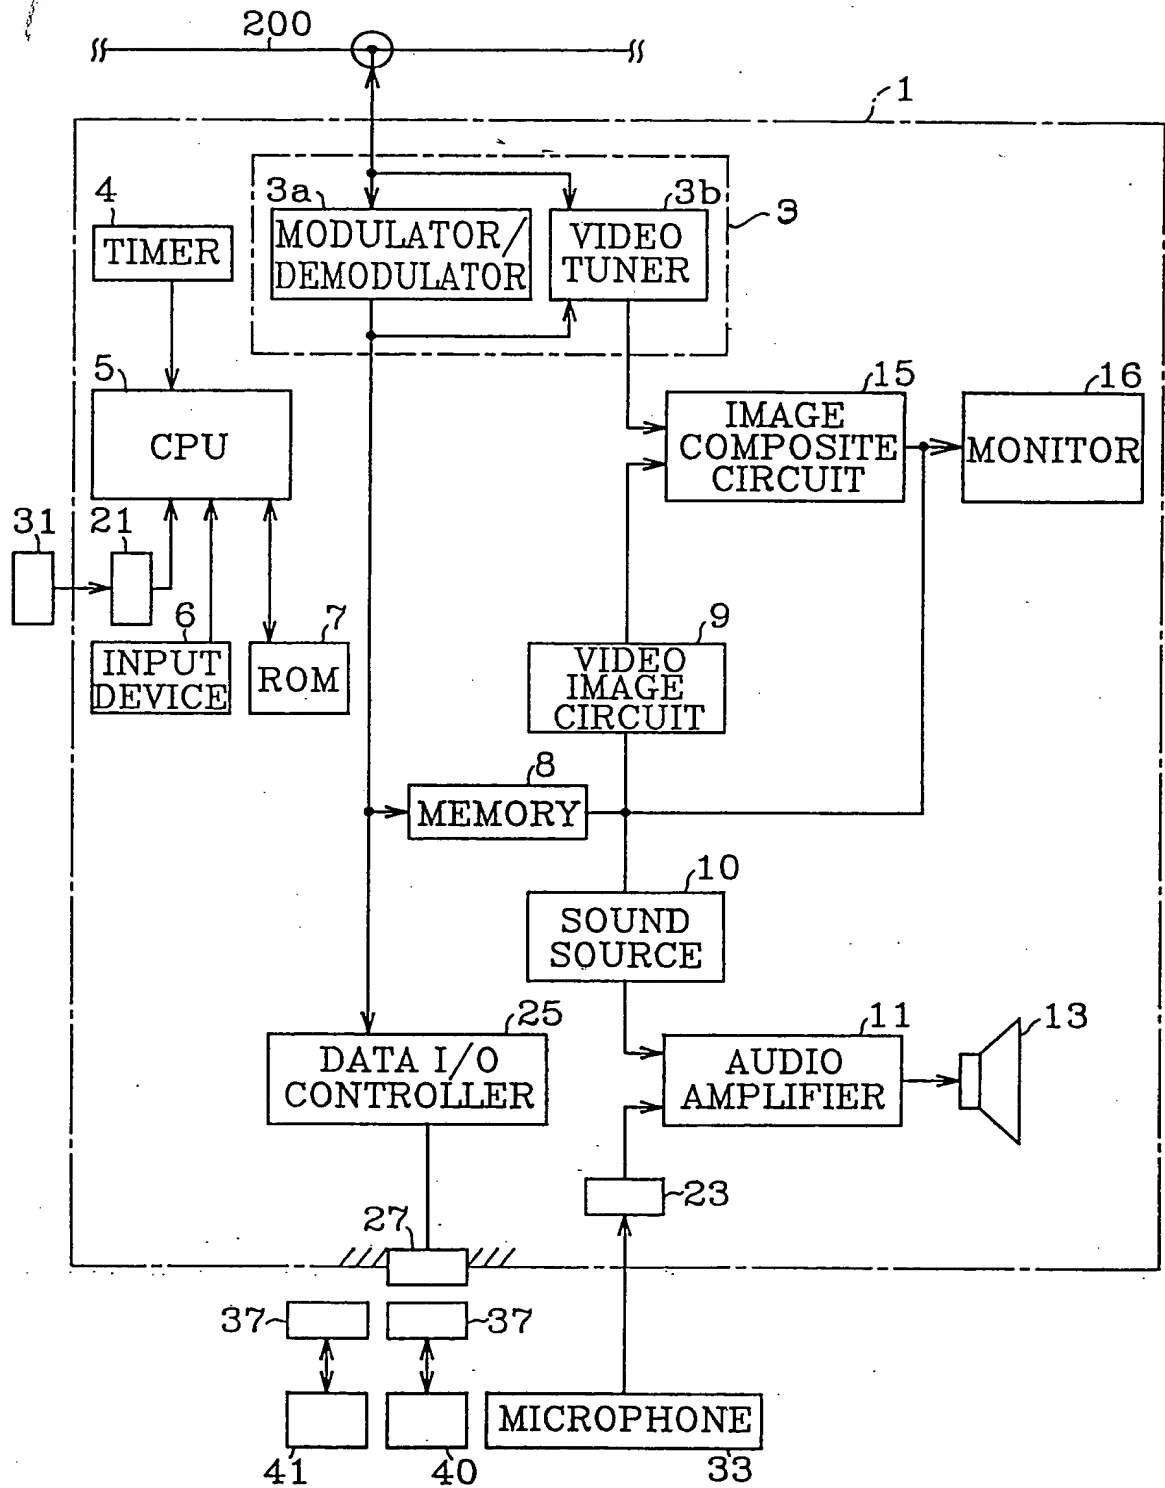 200
1
3a
3b
3
4
MODULATOR/
DEMODULATOR
VIDEO
TUNER
TIMER
5
CPU
15
IMAGE
COMPOSITE
CIRCUIT
16
MONITOR
31
21
6
INPUT
DEVICE
7
ROM
9
VIDEO
IMAGE
CIRCUIT
8
MEMORY
10
SOUND
SOURCE
25
DATA I/O
CONTROLLER
11
AUDIO
AMPLIFIER
13
23
27
37
37
41
40
MICROPHONE
33